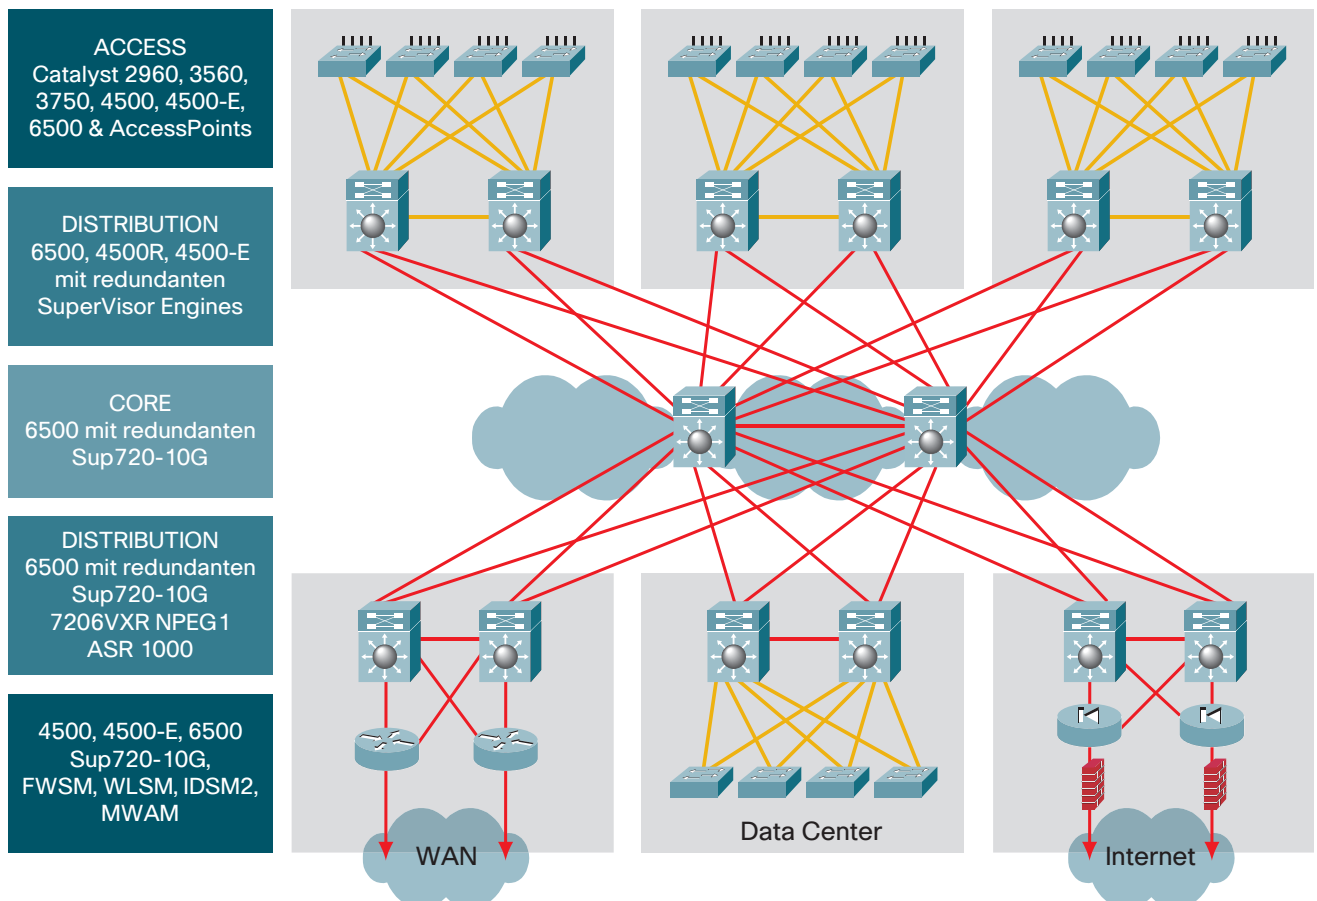 ACCESS
Catalyst 2960, 3560,
3750, 4500, 4500-E,
6500 & AccessPoints
DISTRIBUTION
6500, 4500R, 4500-E
mit redundanten
SuperVisor Engines
CORE
6500 mit redundanten
Sup720-10G
DISTRIBUTION
6500 mit redundanten
Sup720-10G
7206VXR NPEG1
ASR 1000
4500, 4500-E, 6500
Sup720-10G,
FWSM, WLSM, IDSM2,
MWAM
WAN
Data Center
Internet